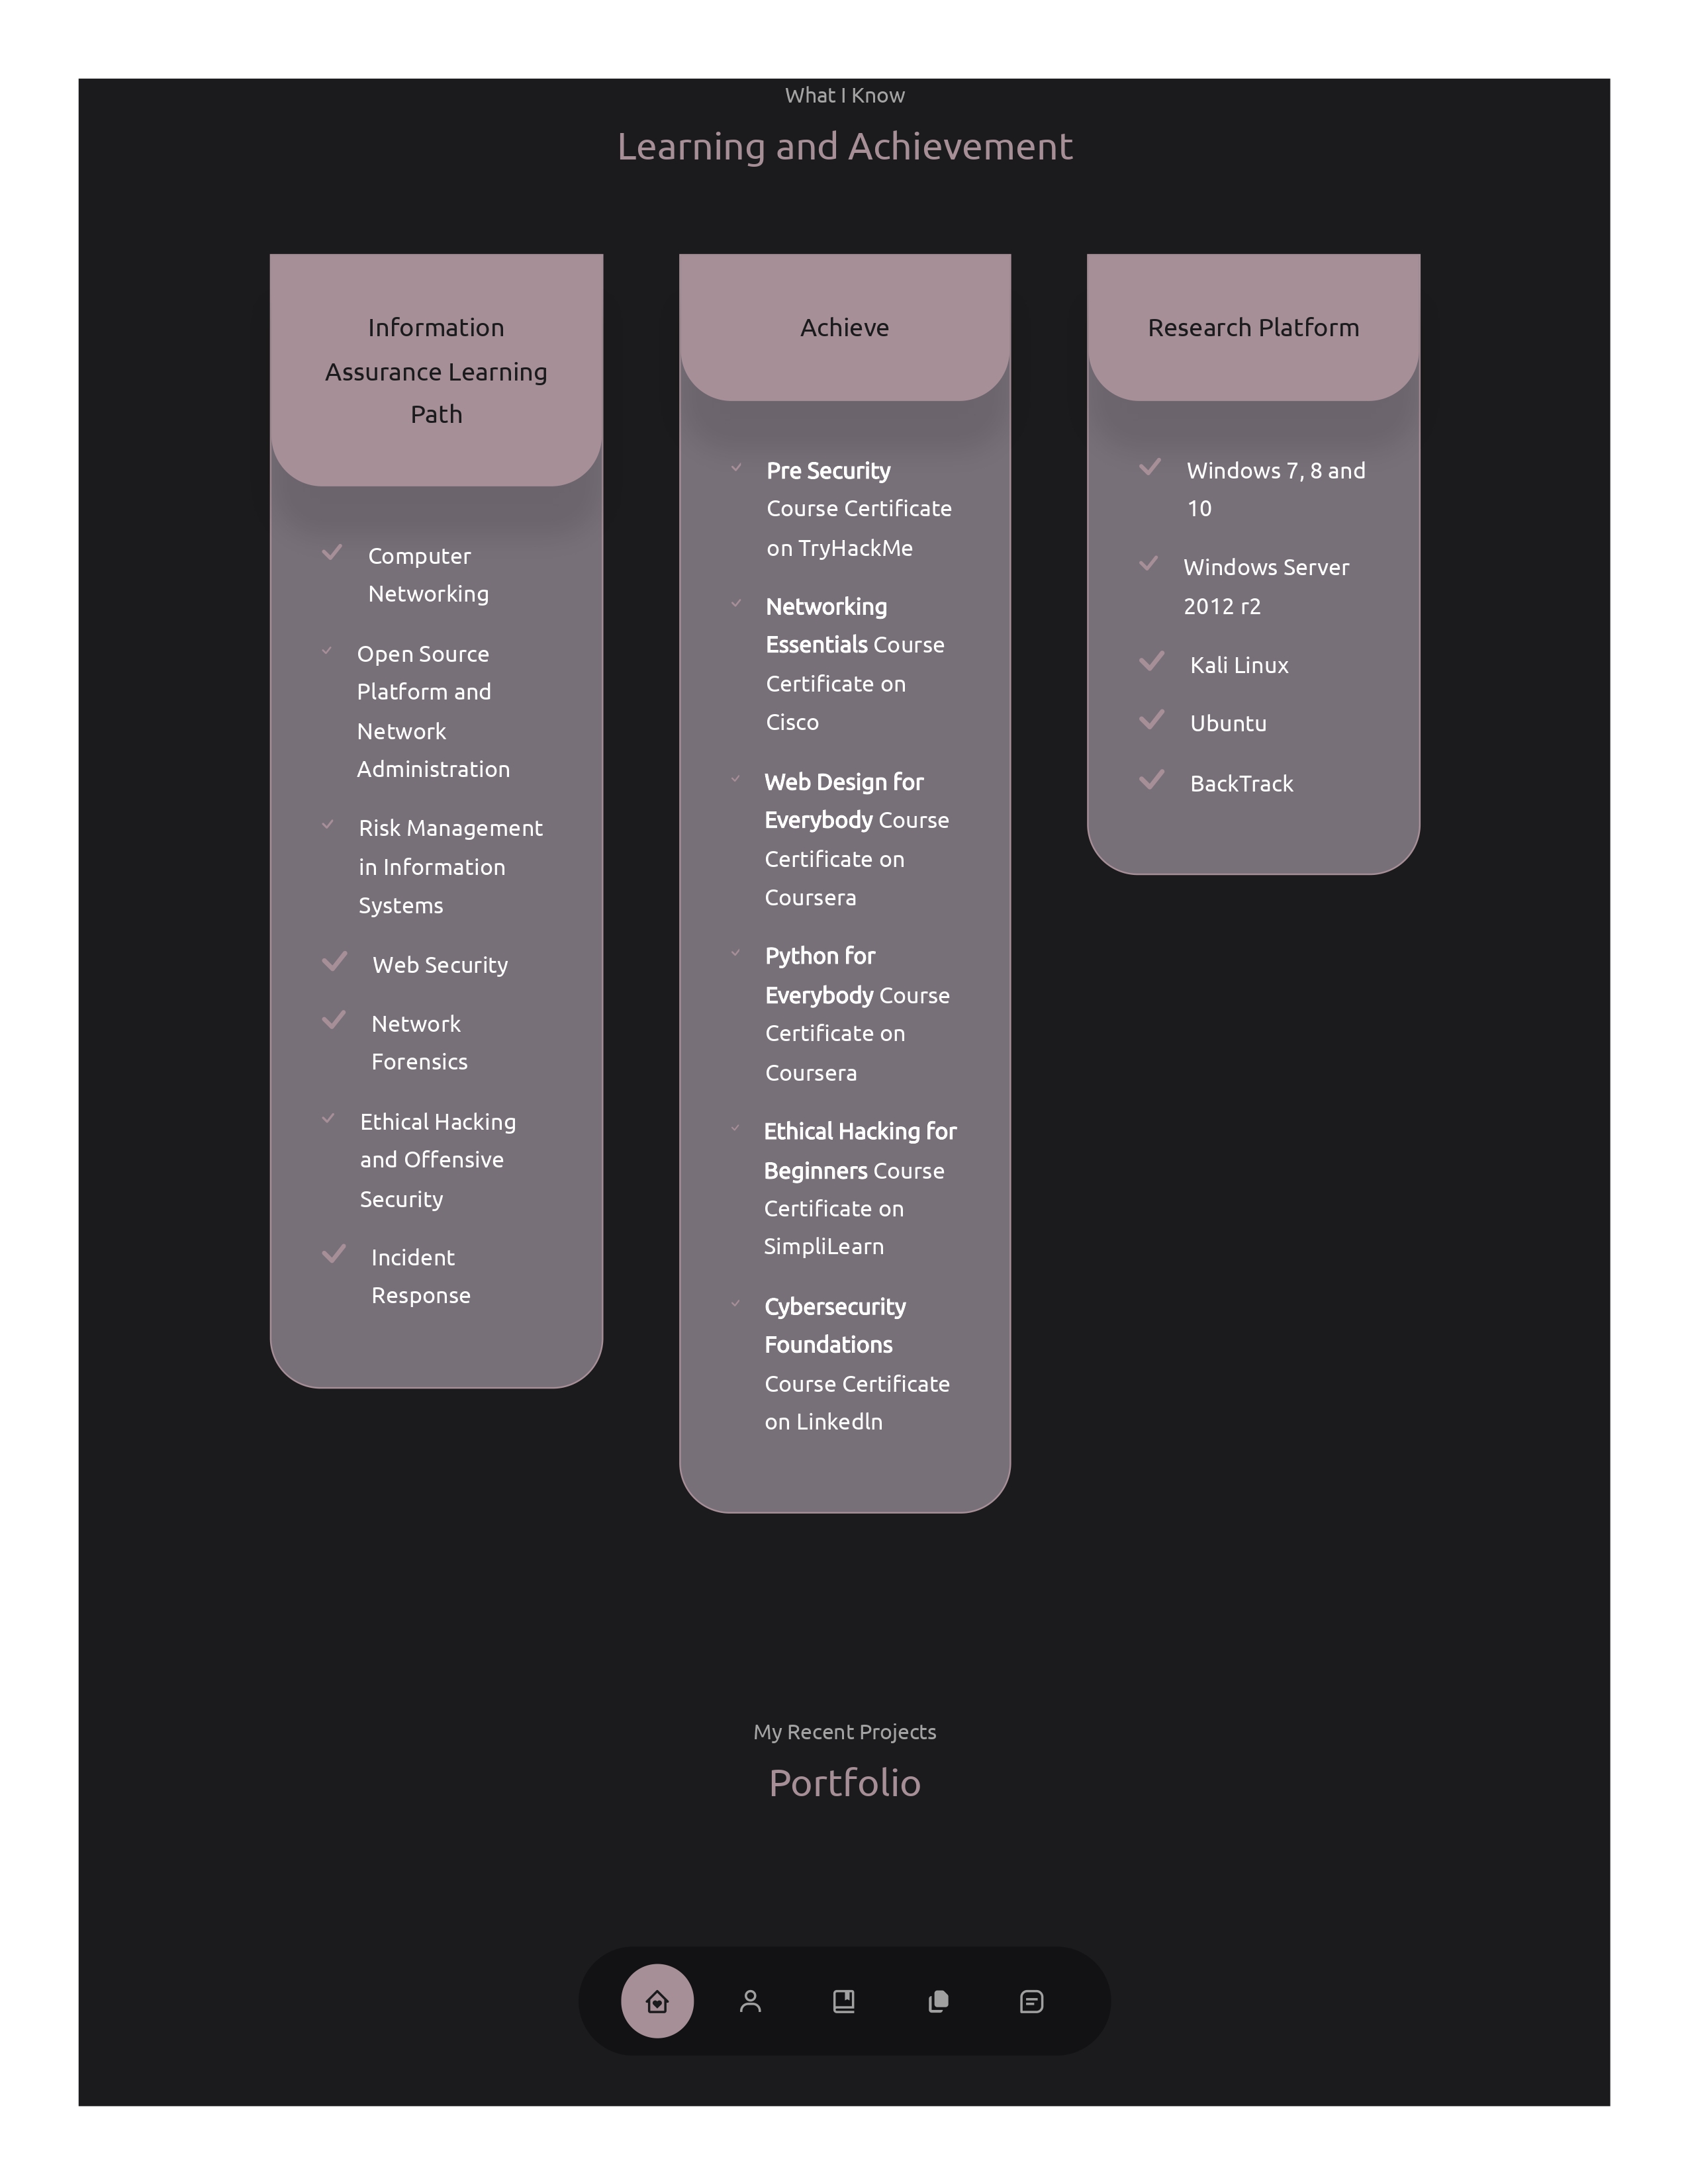 What I Know
Learning and Achievement
Information
Assurance Learning
Path
Computer
Networking
Open Source
Platform and
Network
Administration
Risk Management
in Information
Systems
Web Security
Network
Forensics
Ethical Hacking
and Offensive
Security
Incident
Response
Achieve
Pre Security
Course Certificate
on TryHackMe
Networking
Essentials Course
Certificate on
Cisco
Web Design for
Everybody Course
Certificate on
Coursera
Python for
Everybody Course
Certificate on
Coursera
Ethical Hacking for
Beginners Course
Certificate on
SimpliLearn
Cybersecurity
Foundations
Course Certificate
on Linkedln
Research Platform
Windows 7, 8 and
10
Windows Server
2012 r2
Kali Linux
Ubuntu
BackTrack
My Recent Projects
Portfolio